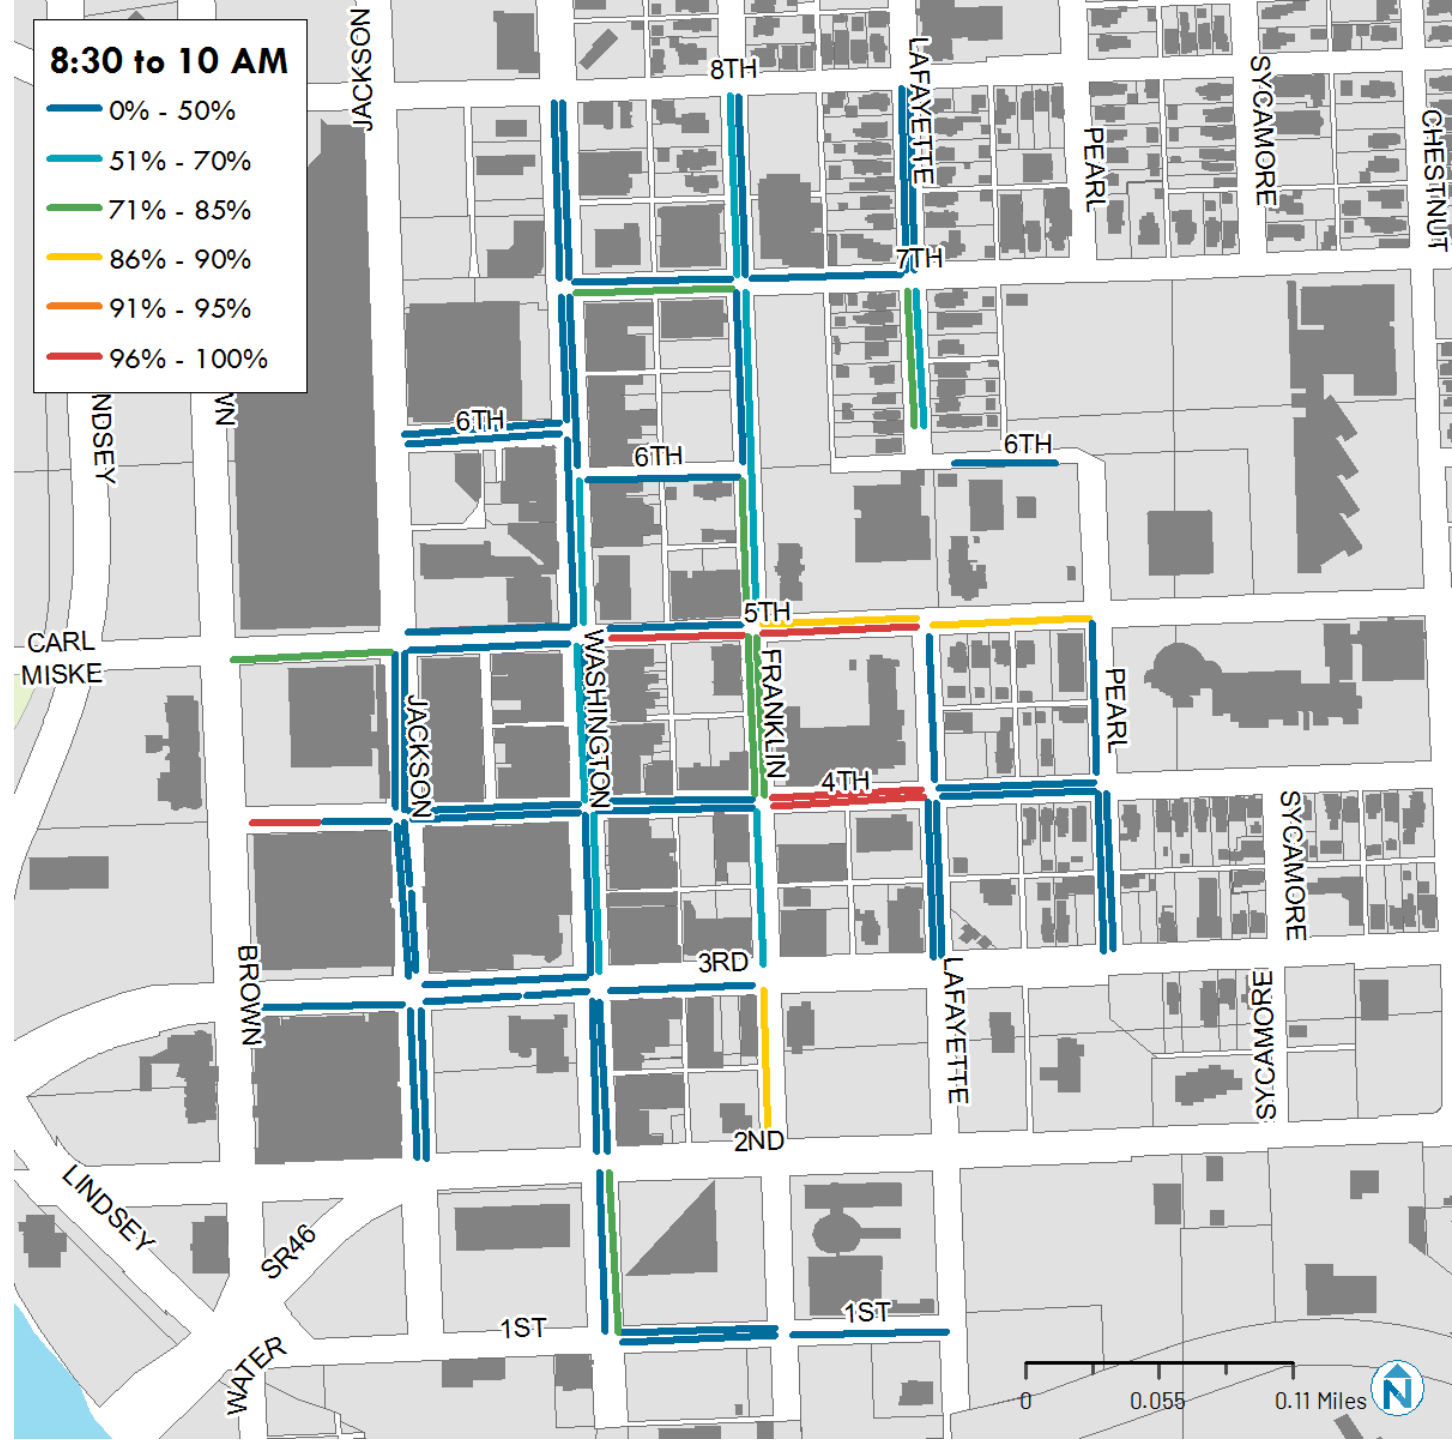 8:30 to 10 AM
0% - 50%
51% - 70%
71% - 85%
86% - 90%
91% - 95%
96% - 100%
JACKSON
8TH
LAFAYETTE
PEARL
SYCAMORE
CHESTNUT
7TH
NDSEY
WN
6TH
6TH
6TH
5TH
CARL
MISKE
WASHINGTON
FRANKLIN
PEARL
JACKSON
4TH
SYCAMORE
BROWN
3RD
LAFAYETTE
SYCAMORE
2ND
LINDSEY
SR46
1ST
1ST
WATER
0
0.055
0.11 Miles
N